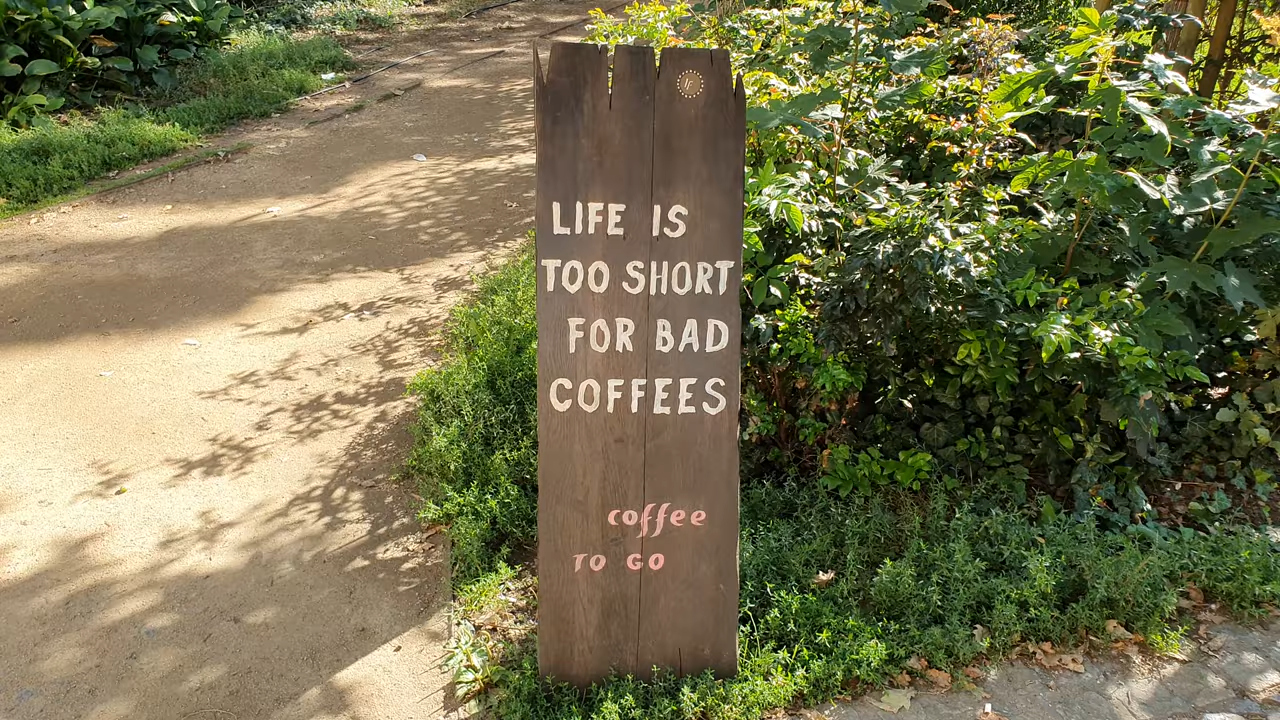 LIFE IS
TOO SHORT
FOR BAD
COFFEES
coffee
TO GO